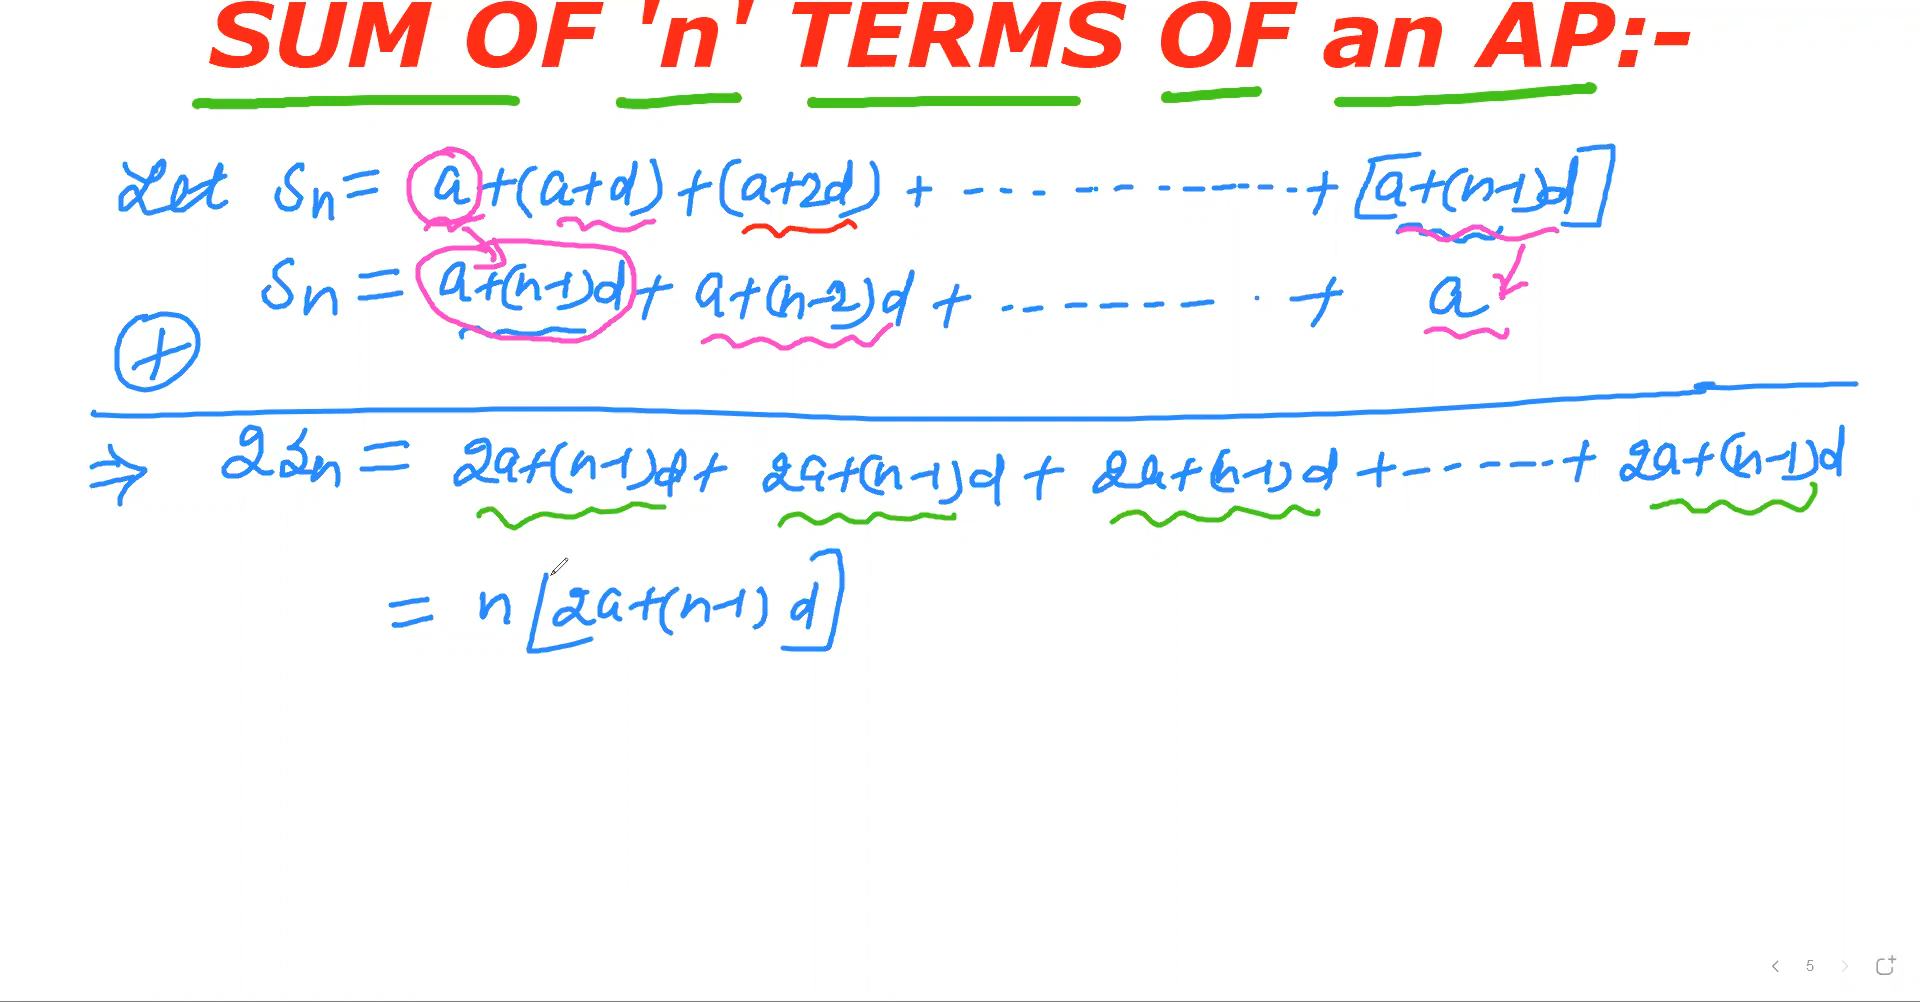 SUM OF 'n' TERMS OF an AP:-
Let Sn = a + (a+d) + (a+2d) + ------------ + [a+(n-1)d]
Sn = a+(n-1)d + a+(n-2)d + ------- . + a
+
⇒ 2Sn = 2a+(n-1)d + 2a+(n-1)d + 2a+(n-1)d + ------ + 2a+(n-1)d
= n[2a+(n-1)d]
5